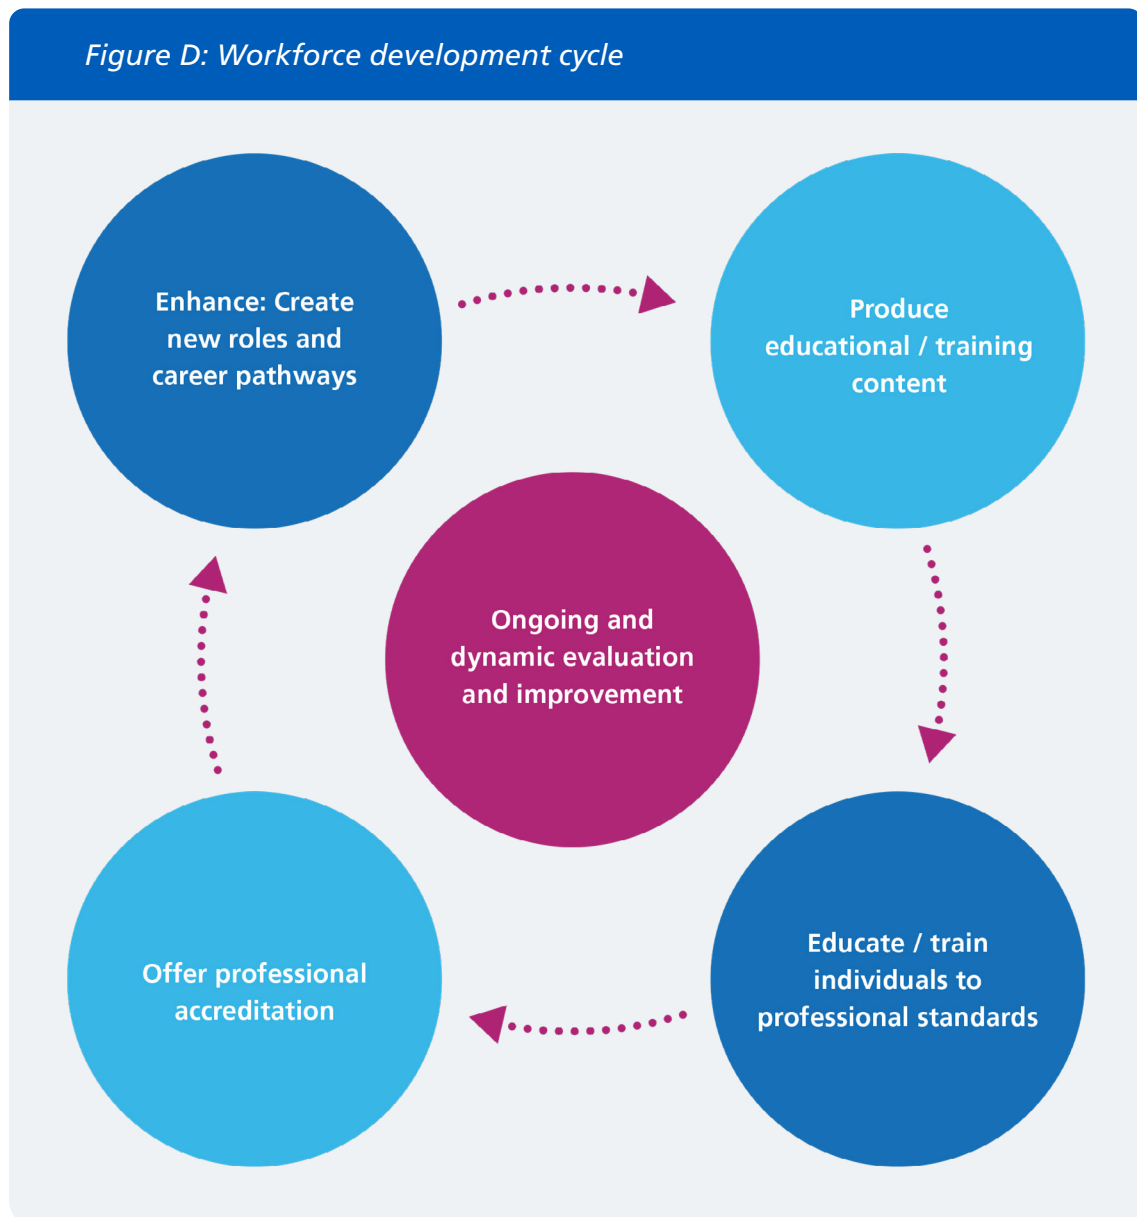 Figure D: Workforce development cycle
Enhance: Create
new roles and
career pathways
Produce
educational / training
content
Ongoing and
dynamic evaluation
and improvement
Offer professional
accreditation
Educate / train
individuals to
professional standards